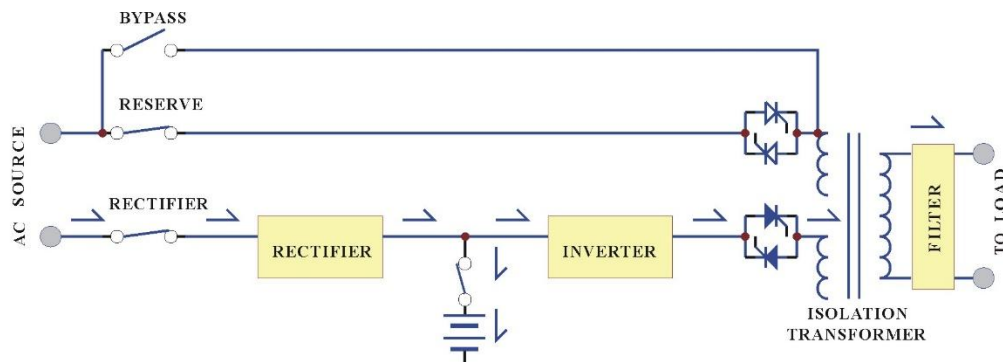 BYPASS
RESERVE
AC SOURCE
RECTIFIER
RECTIFIER
INVERTER
FILTER
TO LOAD
ISOLATION
TRANSFORMER